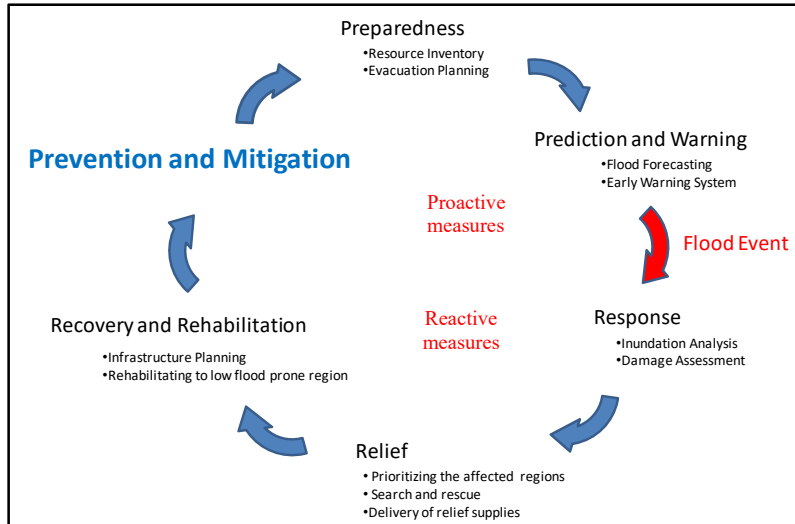 Preparedness
•Resource Inventory
•Evacuation Planning
Prevention and Mitigation
Prediction and Warning
•Flood Forecasting
•Early Warning System
Proactive
measures
Flood Event
Recovery and Rehabilitation
•Infrastructure Planning
•Rehabilitating to low flood prone region
Reactive
measures
Response
•Inundation Analysis
•Damage Assessment
Relief
• Prioritizing the affected regions
• Search and rescue
• Delivery of relief supplies